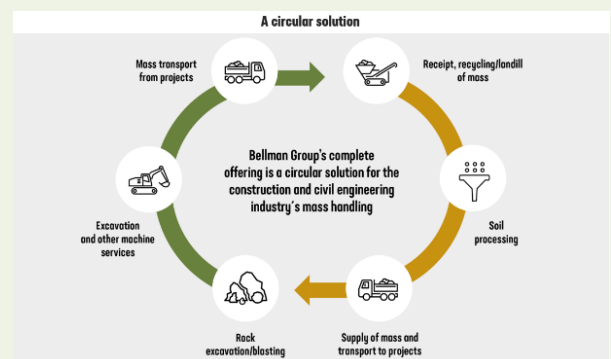 A circular solution
Mass transport
from projects
Receipt, recycling/landill
of mass
Bellman Group's complete
offering is a circular solution for the
construction and civil engineering
industry´s mass handling
Excavation
and other machine
services
Soil
processing
Rock
excavation/blasting
Supply of mass and
transport to projects